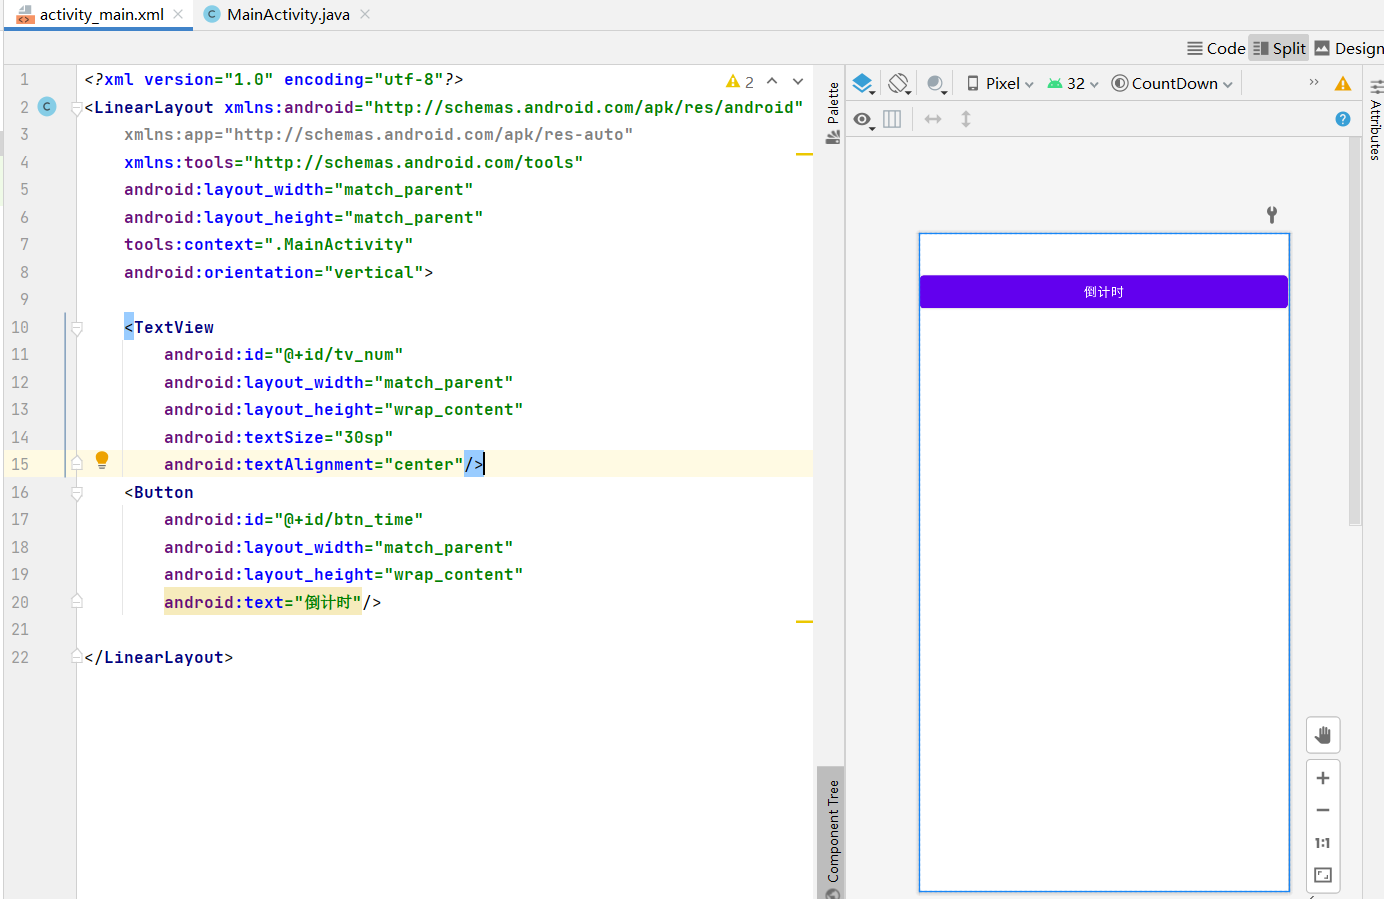 activity_main.xml
MainActivity.java
Code
Split
Design
1 <?xml version="1.0" encoding="utf-8"?>
2
2 <LinearLayout xmlns:android="http://schemas.android.com/apk/res/android"
3 xmlns:app="http://schemas.android.com/apk/res-auto"
4 xmlns:tools="http://schemas.android.com/tools"
5 android:layout_width="match_parent"
6 android:layout_height="match_parent"
7 tools:context=".MainActivity"
8 android:orientation="vertical">
9
10 <TextView
11 android:id="@+id/tv_num"
12 android:layout_width="match_parent"
13 android:layout_height="wrap_content"
14 android:textSize="30sp"
15 android:textAlignment="center"/>
16 <Button
17 android:id="@+id/btn_time"
18 android:layout_width="match_parent"
19 android:layout_height="wrap_content"
20 android:text="倒计时"/>
21
22 </LinearLayout>
Palette
Component Tree
Pixel
32
CountDown
Attributes
倒计时
1:1